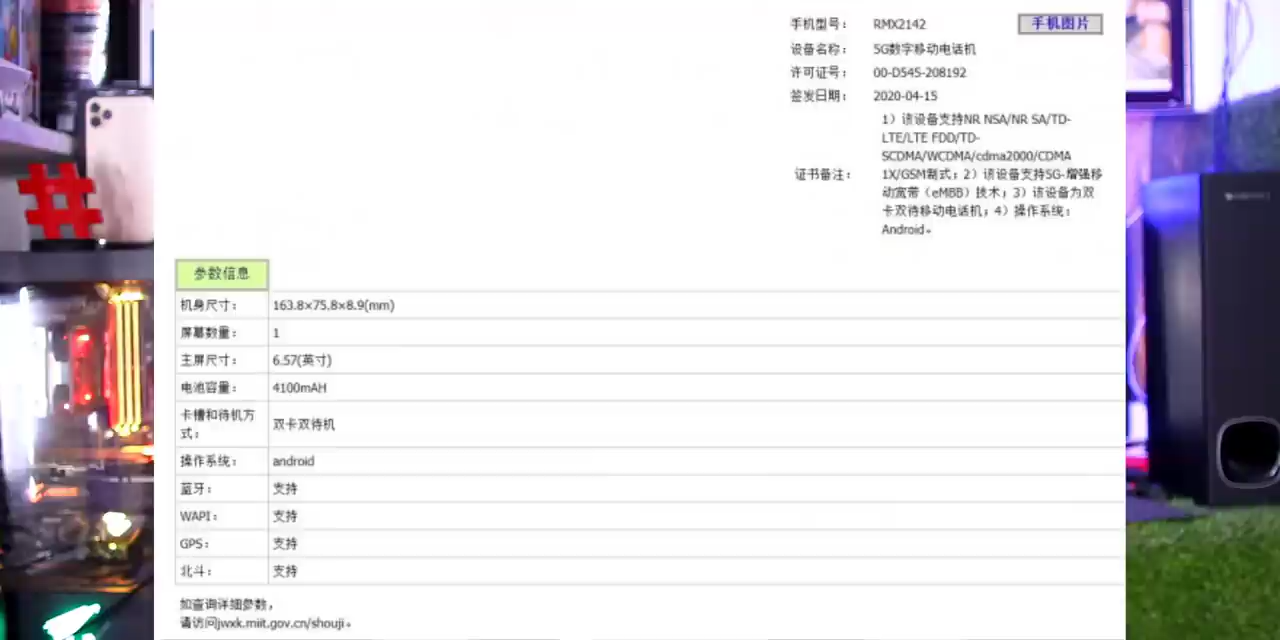 手机型号： RMX2142 手机图片
设备名称： 5G数字移动电话机
许可证号： 00-D545-208192
签发日期： 2020-04-15
证书备注： 1）该设备支持NR NSA/NR SA/TD-
LTE/LTE FDD/TD-
SCDMA/WCDMA/cdma2000/CDMA
1X/GSM制式；2）该设备支持5G-增强移
动宽带（eMBB）技术；3）该设备为双
卡双待移动电话机；4）操作系统：
Android。
参数信息
机身尺寸： 163.8×75.8×8.9(mm)
屏幕数量： 1
主屏尺寸： 6.57(英寸)
电池容量： 4100mAH
卡槽和待机方
式： 双卡双待机
操作系统： android
蓝牙： 支持
WAPI： 支持
GPS： 支持
北斗： 支持
如查询详细参数，
请访问jwxk.miit.gov.cn/shouji。
#